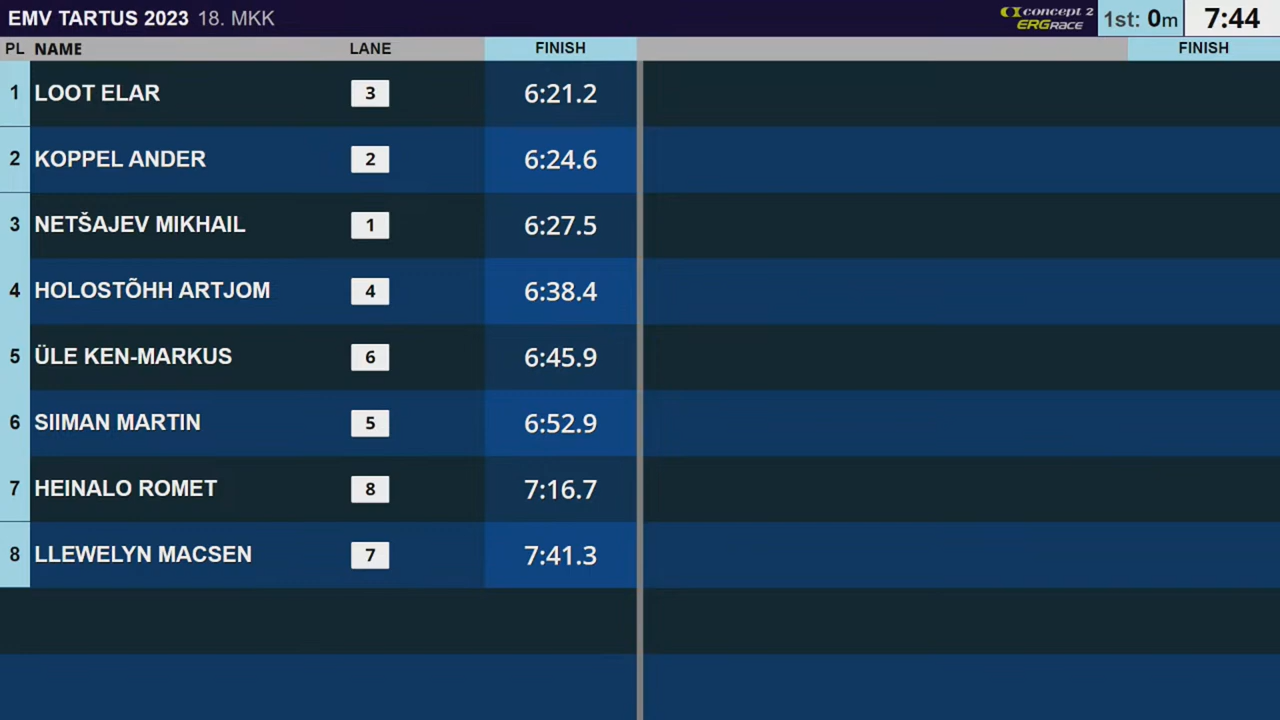 EMV TARTUS 2023 18. MKK
concept 2
ERGRACE
1st: 0m
7:44
PL NAME LANE FINISH FINISH
1 LOOT ELAR 3 6:21.2
2 KOPPEL ANDER 2 6:24.6
3 NETŠAJEV MIKHAIL 1 6:27.5
4 HOLOSTÕHH ARTJOM 4 6:38.4
5 ÜLE KEN-MARKUS 6 6:45.9
6 SIIMAN MARTIN 5 6:52.9
7 HEINALO ROMET 8 7:16.7
8 LLEWELYN MACSEN 7 7:41.3